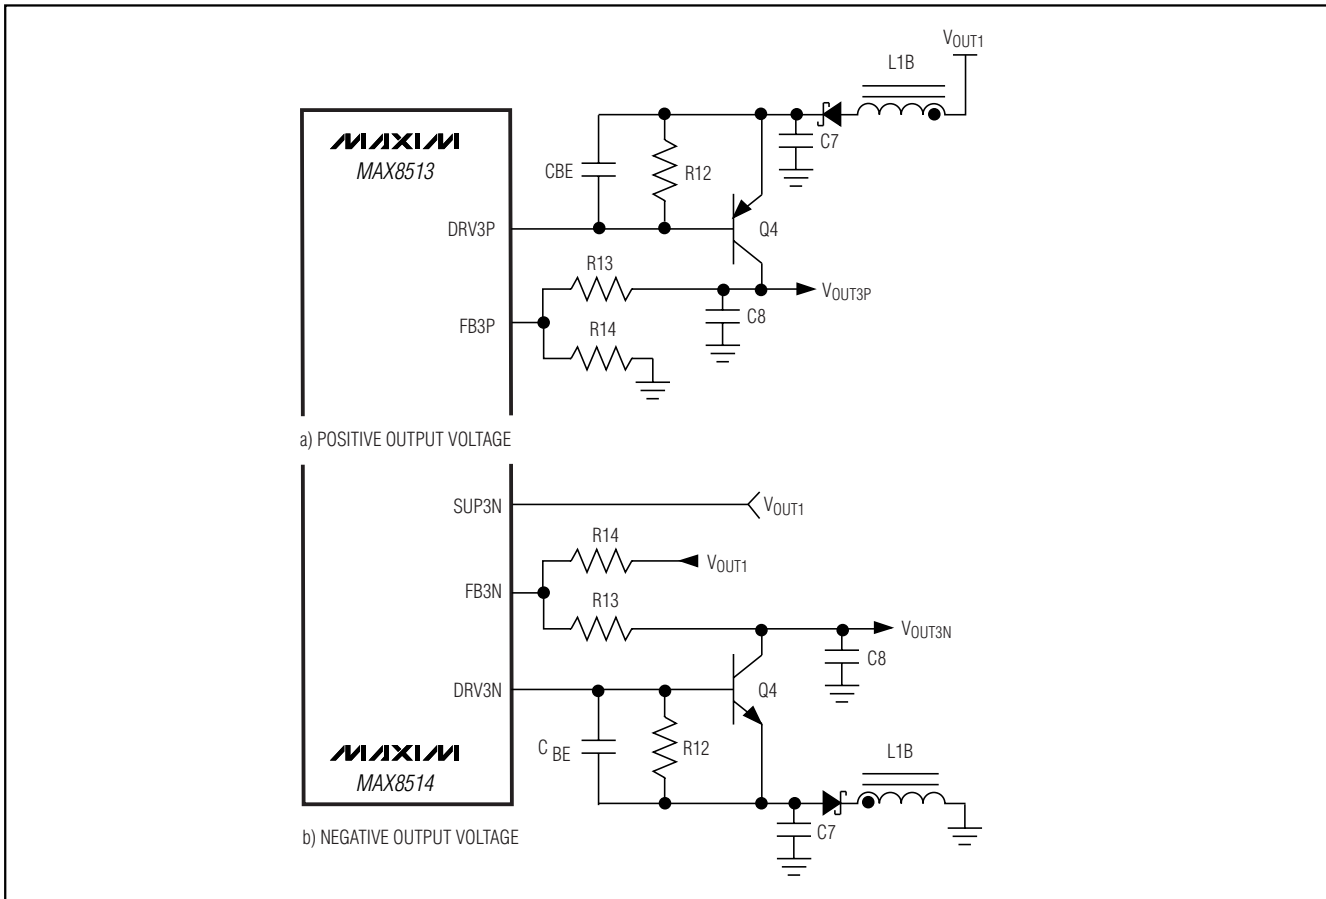 VOUT1
L1B
MAXIM
MAX8513
CBE
R12
C7
DRV3P
Q4
R13
VOUT3P
FB3P
R14
C8
a) POSITIVE OUTPUT VOLTAGE
SUP3N
VOUT1
R14
VOUT1
FB3N
R13
VOUT3N
C8
DRV3N
Q4
C BE
R12
L1B
MAXIM
MAX8514
C7
b) NEGATIVE OUTPUT VOLTAGE